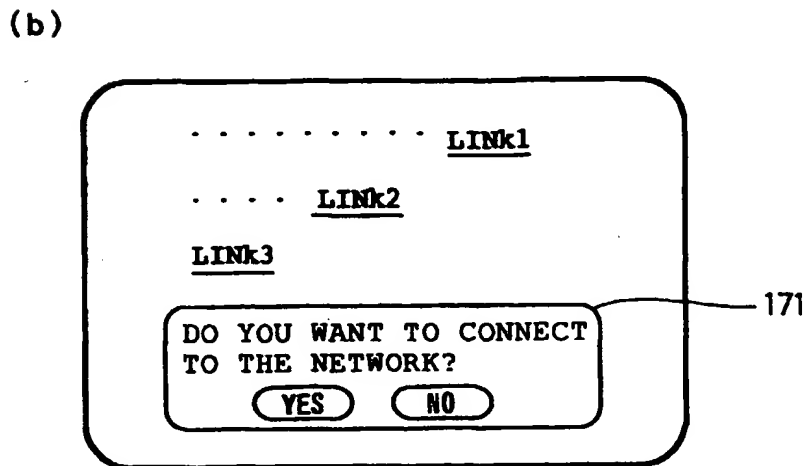 (b)
. . . . . . . . . . LINk1
. . . . LINk2
LINk3
171
DO YOU WANT TO CONNECT
TO THE NETWORK?
YES NO